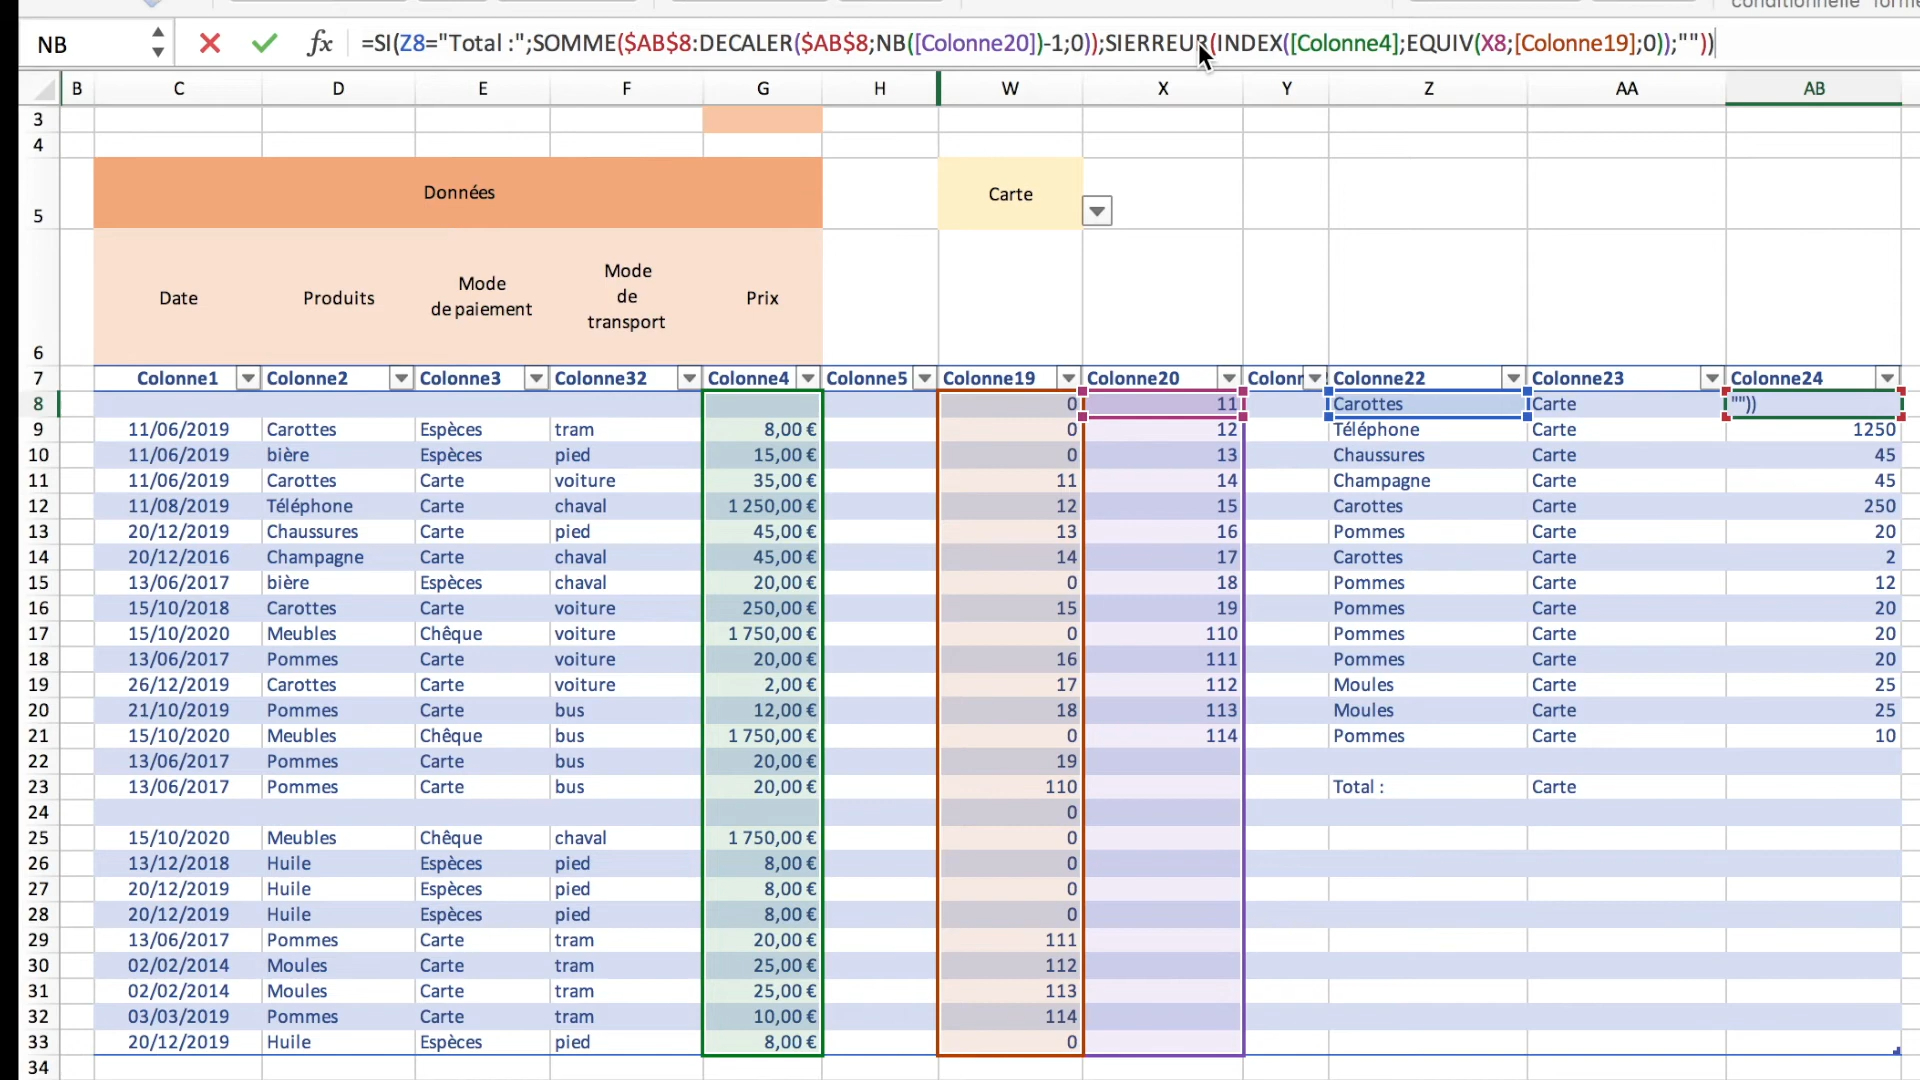 conditionnelle
NB fx =SI(Z8="Total :";SOMME($AB$8:DECALER($AB$8;NB([Colonne20])-1;0));SIERREUR(INDEX([Colonne4];EQUIV(X8;[Colonne19];0));""))
B C D E F G H W X Y Z AA AB
3
4
5 Données Carte
6 Date Produits Mode de paiement Mode de transport Prix
7 Colonne1 Colonne2 Colonne3 Colonne32 Colonne4 Colonne5 Colonne19 Colonne20 Colonr Colonne22 Colonne23 Colonne24
8 0 11 Carottes Carte ""))
9 11/06/2019 Carottes Espèces tram 8,00 € 0 12 Téléphone Carte 1250
10 11/06/2019 bière Espèces pied 15,00 € 0 13 Chaussures Carte 45
11 11/06/2019 Carottes Carte voiture 35,00 € 11 14 Champagne Carte 45
12 11/08/2019 Téléphone Carte chaval 1 250,00 € 12 15 Carottes Carte 250
13 20/12/2019 Chaussures Carte pied 45,00 € 13 16 Pommes Carte 20
14 20/12/2016 Champagne Carte chaval 45,00 € 14 17 Carottes Carte 2
15 13/06/2017 bière Espèces chaval 20,00 € 0 18 Pommes Carte 12
16 15/10/2018 Carottes Carte voiture 250,00 € 15 19 Pommes Carte 20
17 15/10/2020 Meubles Chêque voiture 1 750,00 € 0 110 Pommes Carte 20
18 13/06/2017 Pommes Carte voiture 20,00 € 16 111 Pommes Carte 20
19 26/12/2019 Carottes Carte voiture 2,00 € 17 112 Moules Carte 25
20 21/10/2019 Pommes Carte bus 12,00 € 18 113 Moules Carte 25
21 15/10/2020 Meubles Chêque bus 1 750,00 € 0 114 Pommes Carte 10
22 13/06/2017 Pommes Carte bus 20,00 € 19
23 13/06/2017 Pommes Carte bus 20,00 € 110 Total : Carte
24 0
25 15/10/2020 Meubles Chêque chaval 1 750,00 € 0
26 13/12/2018 Huile Espèces pied 8,00 € 0
27 20/12/2019 Huile Espèces pied 8,00 € 0
28 20/12/2019 Huile Espèces pied 8,00 € 0
29 13/06/2017 Pommes Carte tram 20,00 € 111
30 02/02/2014 Moules Carte tram 25,00 € 112
31 02/02/2014 Moules Carte tram 25,00 € 113
32 03/03/2019 Pommes Carte tram 10,00 € 114
33 20/12/2019 Huile Espèces pied 8,00 € 0
34